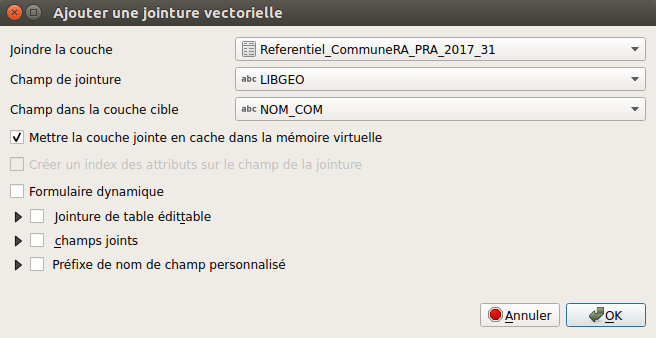 Ajouter une jointure vectorielle
Joindre la couche Referentiel_CommuneRA_PRA_2017_31
Champ de jointure abc LIBGEO
Champ dans la couche cible abc NOM_COM
Mettre la couche jointe en cache dans la mémoire virtuelle
Créer un index des attributs sur le champ de la jointure
Formulaire dynamique
Jointure de table édittable
champs joints
Préfixe de nom de champ personnalisé
Annuler OK